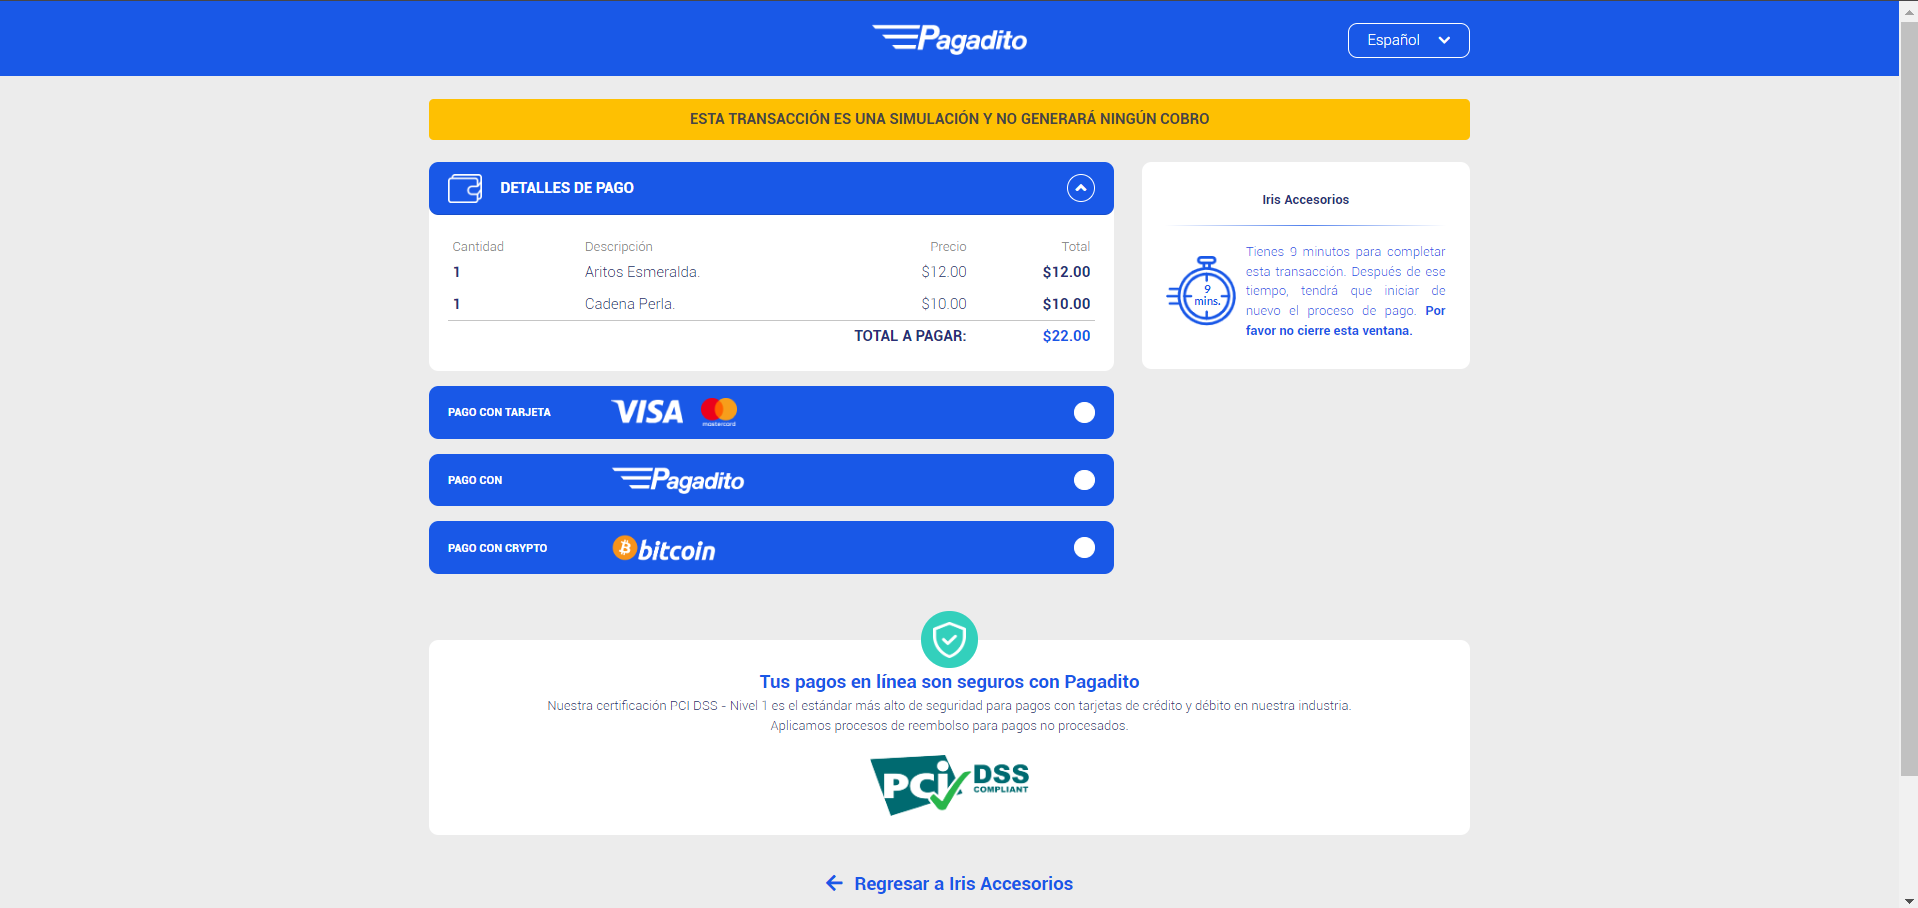 Pagadito
Español
ESTA TRANSACCIÓN ES UNA SIMULACIÓN Y NO GENERARÁ NINGÚN COBRO
DETALLES DE PAGO
Cantidad Descripción Precio Total
1 Aritos Esmeralda. $12.00 $12.00
1 Cadena Perla. $10.00 $10.00
TOTAL A PAGAR: $22.00
Iris Accesorios
9
mins.
Tienes 9 minutos para completar
esta transacción. Después de ese
tiempo, tendrá que iniciar de
nuevo el proceso de pago. Por
favor no cierre esta ventana.
PAGO CON TARJETA VISA mastercard
PAGO CON Pagadito
PAGO CON CRYPTO bitcoin
Tus pagos en línea son seguros con Pagadito
Nuestra certificación PCI DSS - Nivel 1 es el estándar más alto de seguridad para pagos con tarjetas de crédito y débito en nuestra industria.
Aplicamos procesos de reembolso para pagos no procesados.
PCi DSS
COMPLIANT
Regresar a Iris Accesorios